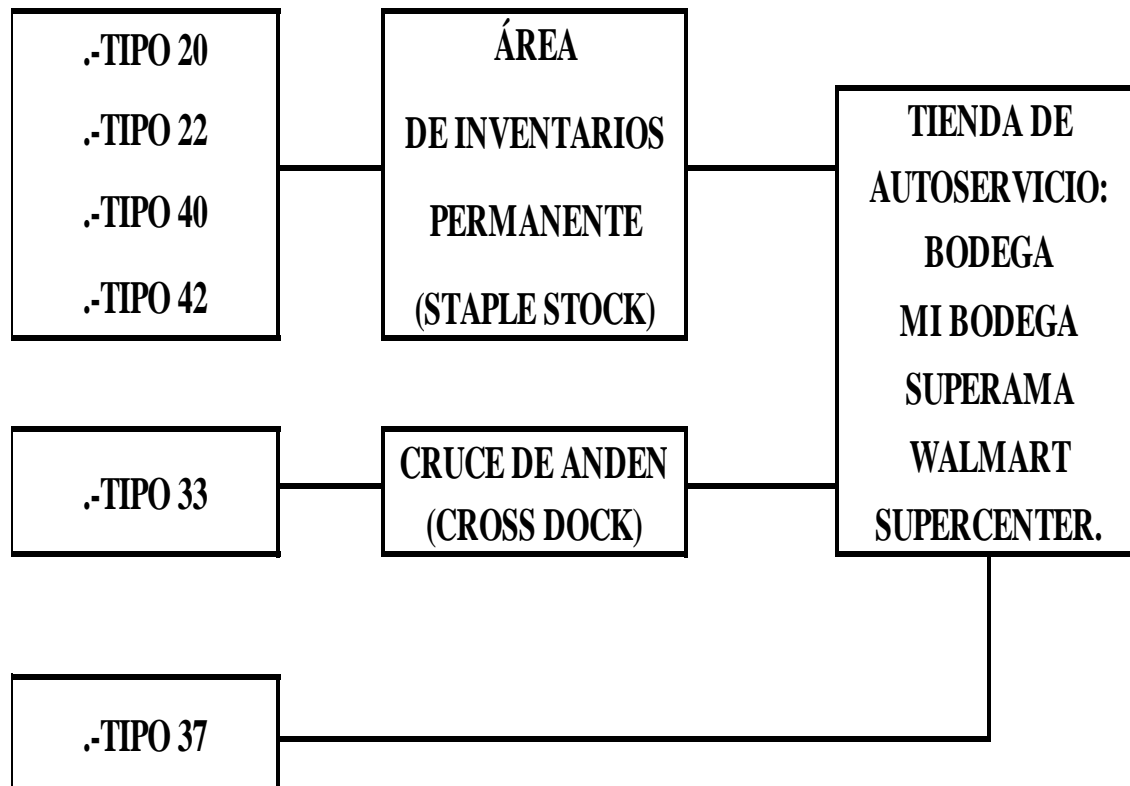 .-TIPO 20
.-TIPO 22
.-TIPO 40
.-TIPO 42
ÁREA
DE INVENTARIOS
PERMANENTE
(STAPLE STOCK)
TIENDA DE
AUTOSERVICIO:
BODEGA
MI BODEGA
SUPERAMA
WALMART
SUPERCENTER.
.-TIPO 33
CRUCE DE ANDEN
(CROSS DOCK)
.-TIPO 37